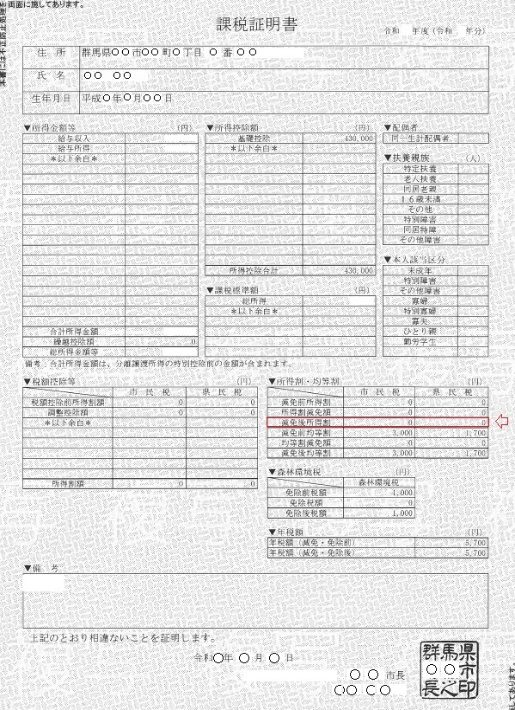 両面に施してあります。
課税証明書
令和 年度（令和 年分）
住 所 群馬県〇〇市〇〇 町〇丁目 〇 番 〇〇
氏 名 〇〇 〇〇
生年月日 平成〇年〇月〇〇日
▼所得金額等 （円）
給与収入
給与所得
＊以下余白＊
合計所得金額
繰越控除額 0
総所得金額等
▼所得控除額 （円）
基礎控除 430,000
＊以下余白＊
所得控除合計 430,000
▼課税標準額 （円）
総所得
＊以下余白＊
▼配偶者
同一生計配偶者
▼扶養親族 （人）
特定扶養
老人扶養
同居老親
１６歳未満
その他
特別障害
同居特障
その他障害
▼本人該当区分
未成年
特別障害
その他障害
寡婦
特別寡婦
寡夫
ひとり親
勤労学生
備考：合計所得金額は、分離譲渡所得の特別控除前の金額が含まれます。
▼税額控除等 （円）
市 民 税 県 民 税
税額控除前所得割額 0 0
調整控除額 0 0
＊以下余白＊
所得割額 0 0
▼所得割・均等割 （円）
市 民 税 県 民 税
減免前所得割 0 0
所得割減免額 0 0
減免後所得割 0 0
減免前均等割 3,000 1,700
均等割減免額 0 0
減免後均等割 3,000 1,700
▼森林環境税 （円）
森林環境税
免除前税額 1,000
免除税額 0
免除後税額 1,000
▼年税額 （円）
年税額（減免・免除前） 5,700
年税額（減免・免除後） 5,700
▼備 考
上記のとおり相違ないことを証明します。
令和〇年 〇 月 〇 日
〇 〇 市長
〇〇 〇〇
群馬県
〇〇市
長之印